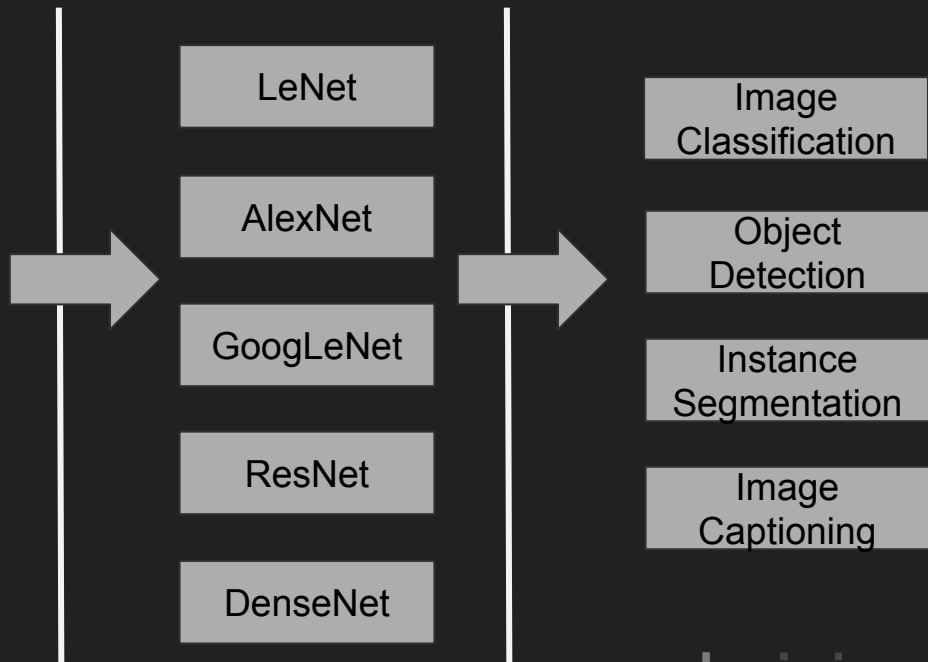 LeNet
AlexNet
GoogLeNet
ResNet
DenseNet
Image
Classification
Object
Detection
Instance
Segmentation
Image
Captioning